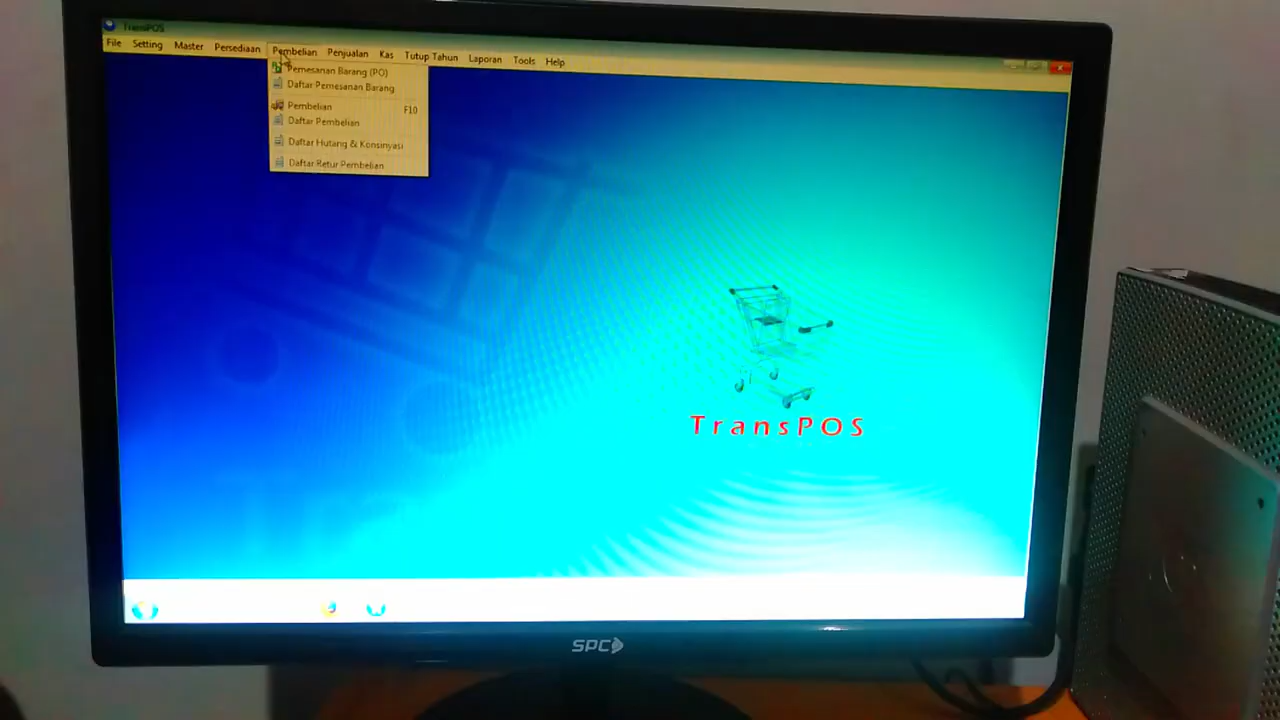 TransPOS
File Setting Master Persediaan Pembelian Penjualan Kas Tutup Tahun Laporan Tools Help
Pemesanan Barang (PO)
Daftar Pemesanan Barang
Pembelian F10
Daftar Pembelian
Daftar Hutang & Konsinyasi
Daftar Retur Pembelian
TransPOS
SPC